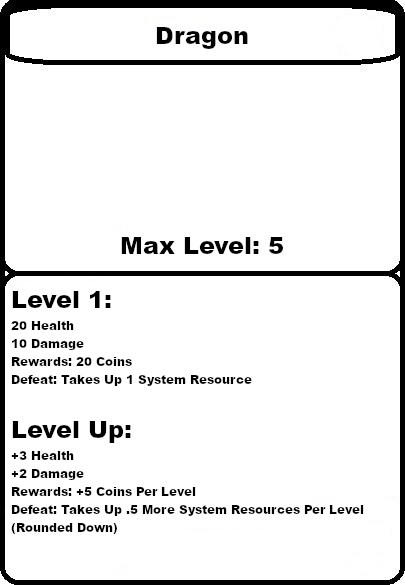 Dragon
Max Level: 5
Level 1:
20 Health
10 Damage
Rewards: 20 Coins
Defeat: Takes Up 1 System Resource
Level Up:
+3 Health
+2 Damage
Rewards: +5 Coins Per Level
Defeat: Takes Up .5 More System Resources Per Level
(Rounded Down)